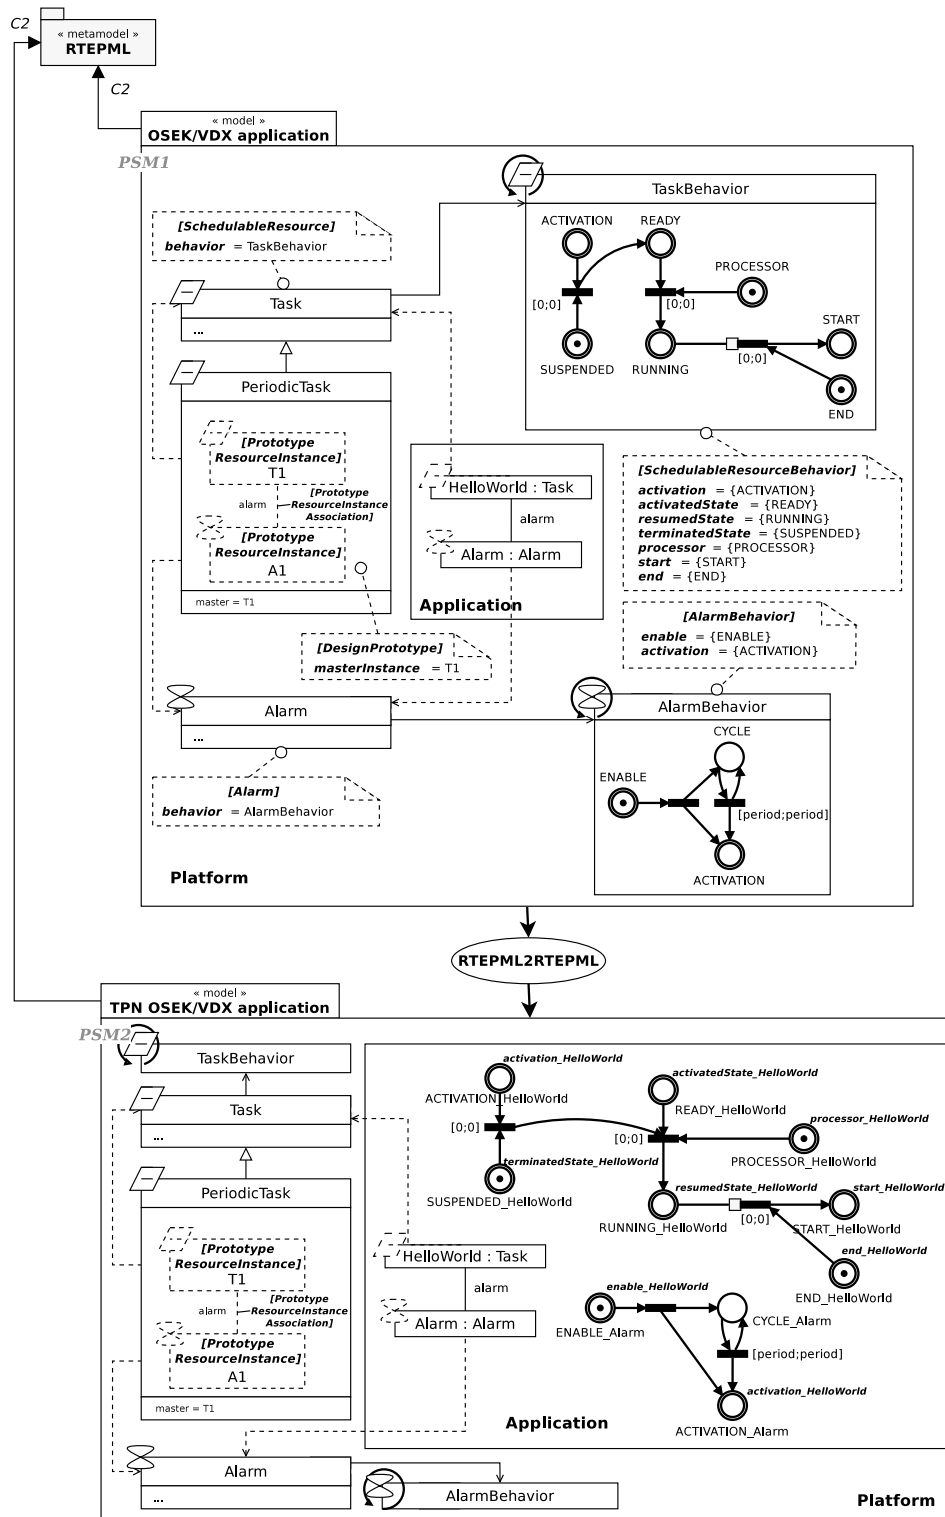 C2
« metamodel »
RTEPML
C2
« model »
OSEK/VDX application
PSM1
TaskBehavior
ACTIVATION
READY
PROCESSOR
[0;0]
[0;0]
START
SUSPENDED
RUNNING
[0;0]
END
[SchedulableResource]
behavior = TaskBehavior
Task
...
PeriodicTask
[Prototype
ResourceInstance]
T1
alarm
[Prototype
ResourceInstance
Association]
[Prototype
ResourceInstance]
A1
master = T1
HelloWorld : Task
alarm
Alarm : Alarm
Application
[SchedulableResourceBehavior]
activation = {ACTIVATION}
activatedState = {READY}
resumedState = {RUNNING}
terminatedState = {SUSPENDED}
processor = {PROCESSOR}
start = {START}
end = {END}
[AlarmBehavior]
enable = {ENABLE}
activation = {ACTIVATION}
[DesignPrototype]
masterInstance = T1
Alarm
...
[Alarm]
behavior = AlarmBehavior
AlarmBehavior
CYCLE
ENABLE
[period;period]
ACTIVATION
Platform
RTEPML2RTEPML
« model »
TPN OSEK/VDX application
PSM2
TaskBehavior
Task
...
PeriodicTask
[Prototype
ResourceInstance]
T1
alarm
[Prototype
ResourceInstance
Association]
[Prototype
ResourceInstance]
A1
master = T1
HelloWorld : Task
alarm
Alarm : Alarm
activation_HelloWorld
ACTIVATION_HelloWorld
[0;0]
terminatedState_HelloWorld
SUSPENDED_HelloWorld
activatedState_HelloWorld
READY_HelloWorld
[0;0]
processor_HelloWorld
PROCESSOR_HelloWorld
resumedState_HelloWorld
RUNNING_HelloWorld
[0;0]
start_HelloWorld
START_HelloWorld
end_HelloWorld
END_HelloWorld
enable_HelloWorld
ENABLE_Alarm
CYCLE_Alarm
[period;period]
activation_HelloWorld
ACTIVATION_Alarm
Application
Alarm
...
AlarmBehavior
Platform